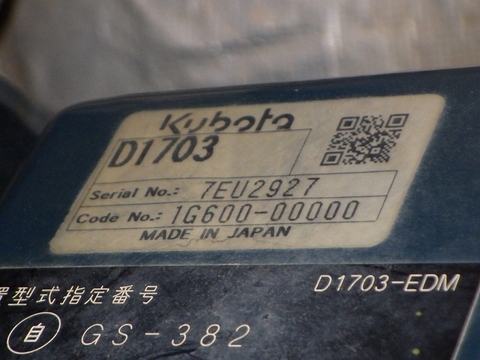 Kubota
D1703
Serial No.: 7EU2927
Code No.: 1G600-00000
MADE IN JAPAN
型式指定番号
D1703-EDM
自 GS-382